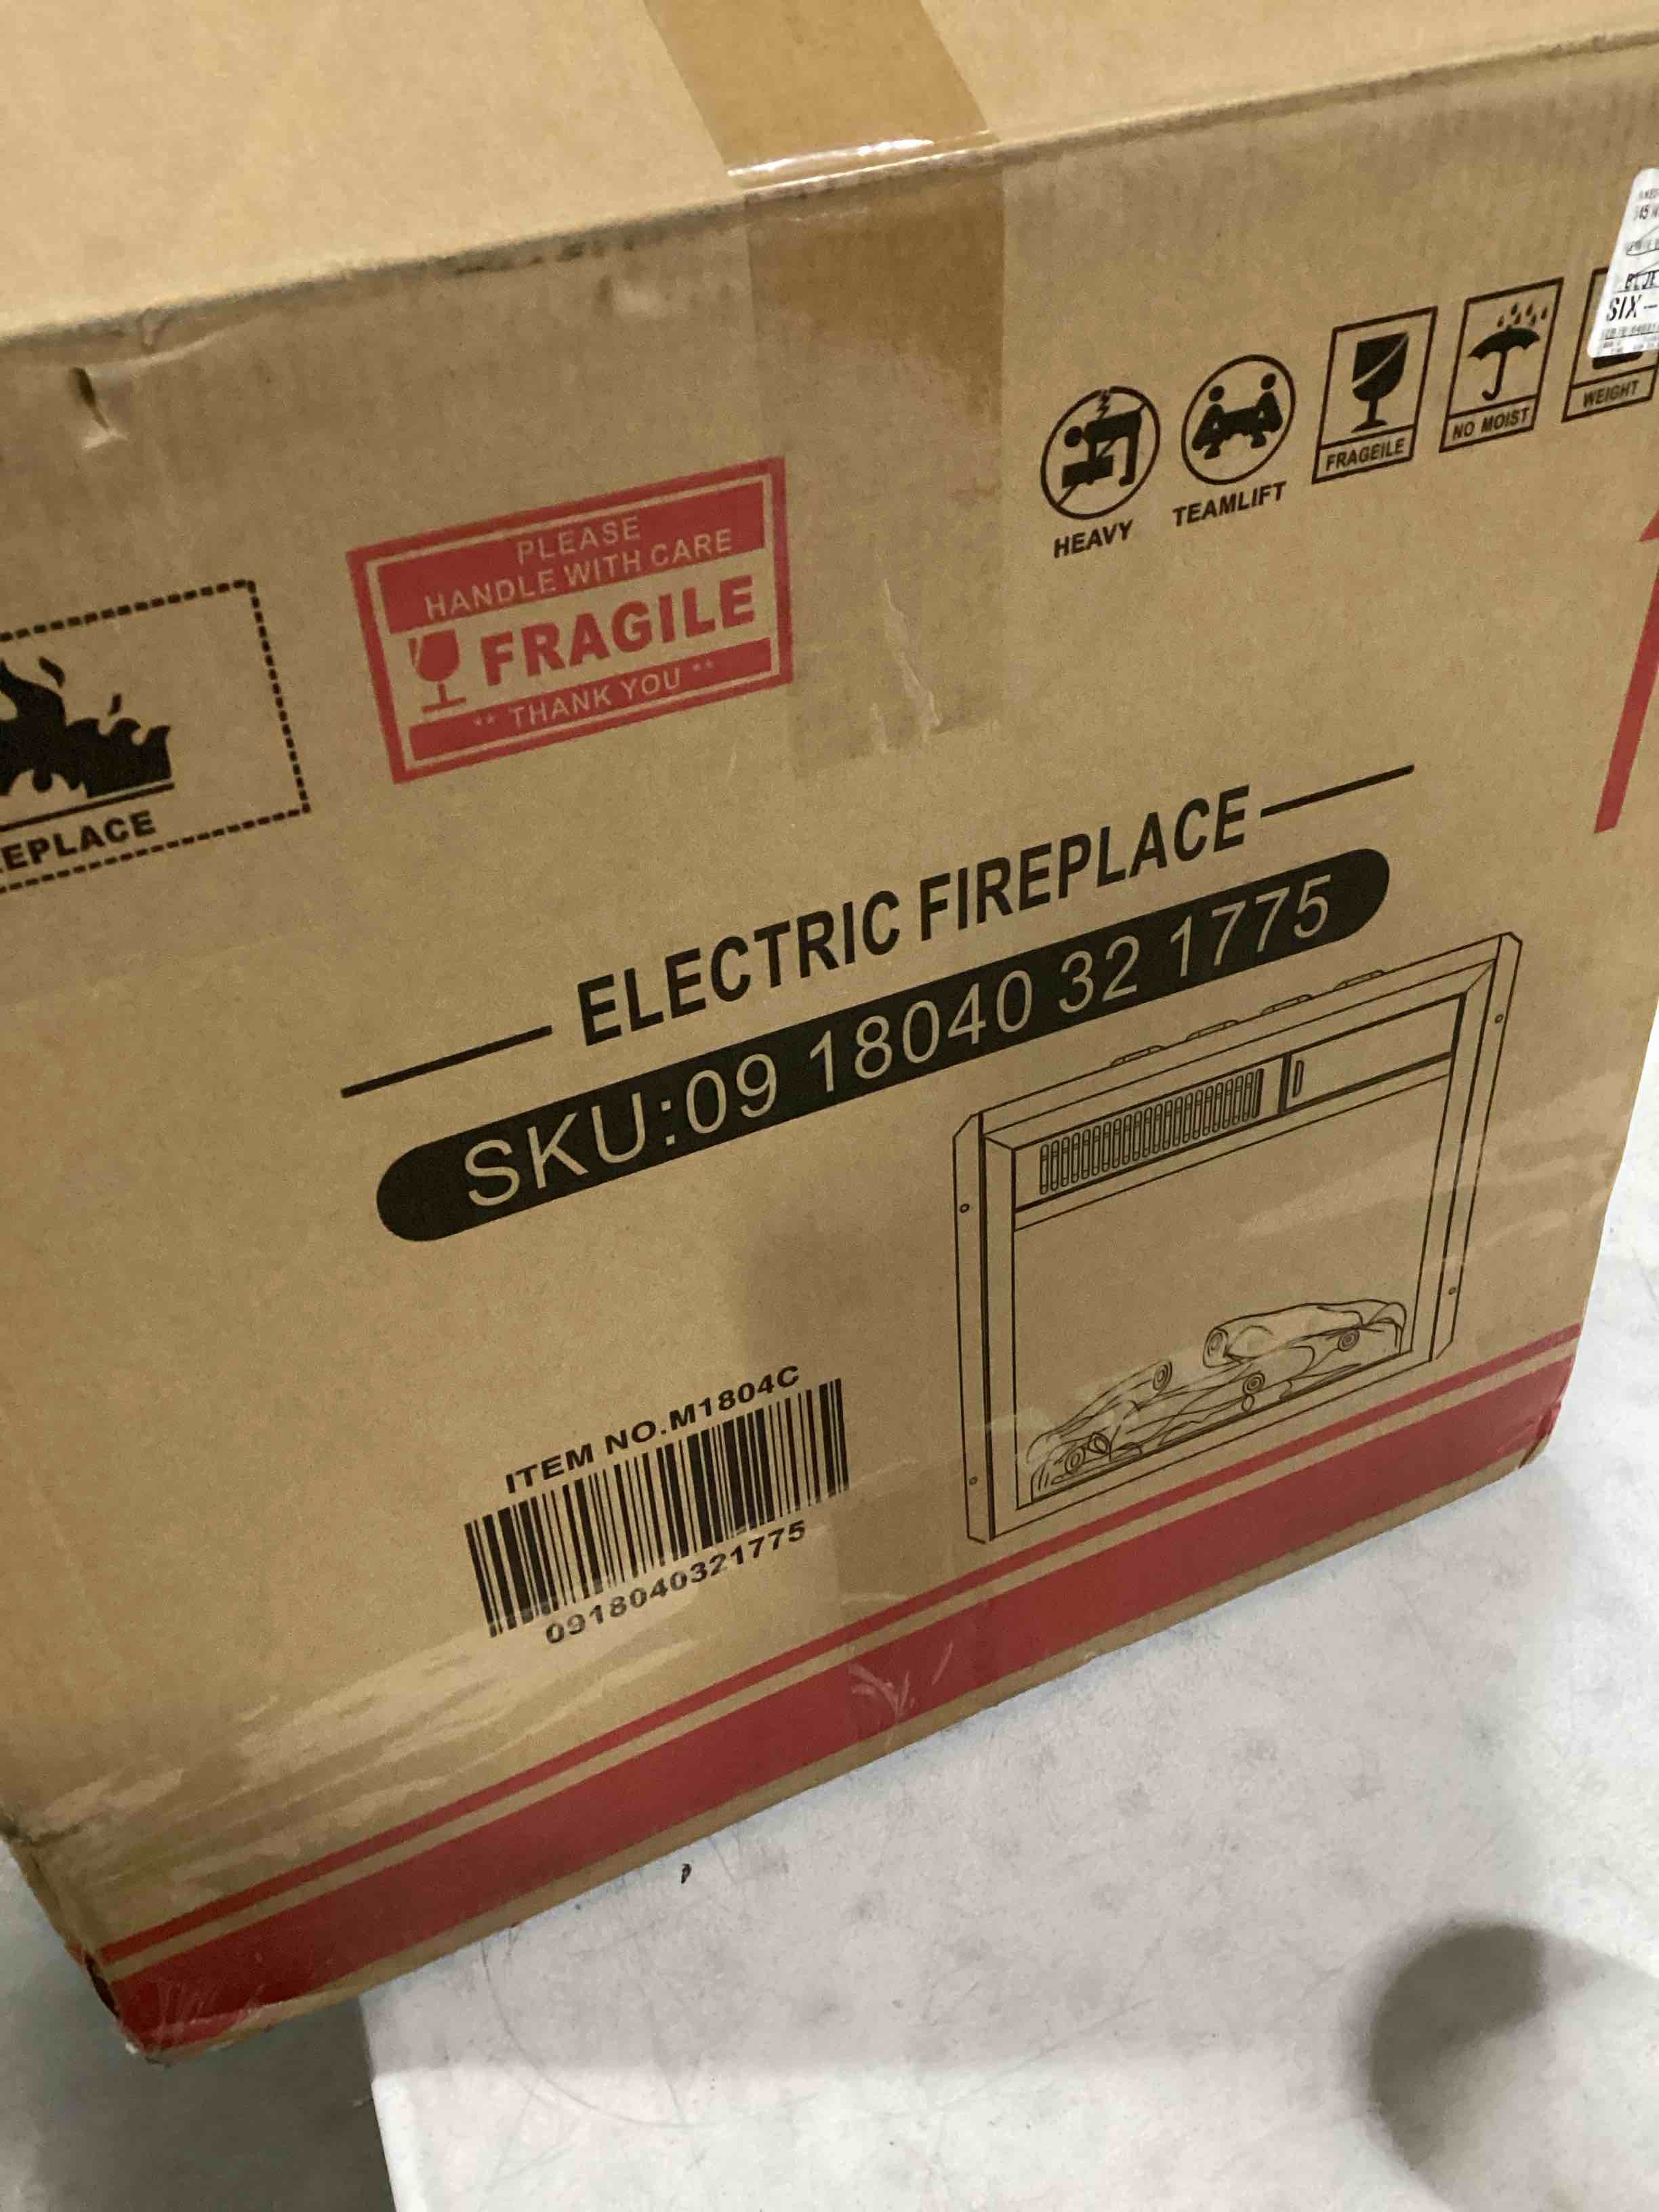 PLEASE
HANDLE WITH CARE
FRAGILE
** THANK YOU **
HEAVY
TEAMLIFT
FRAGEILE
NO MOIST
WEIGHT
SIX-
EPLACE
ELECTRIC FIREPLACE
SKU:09 18040 32 1775
ITEM NO.M1804C
0918040321775